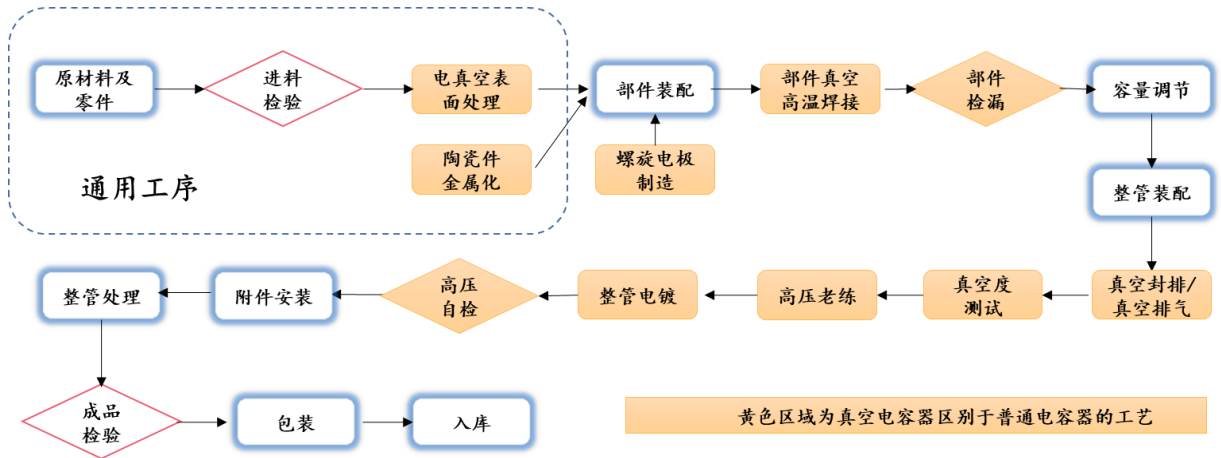 原材料及
零件
进料
检验
电真空表
面处理
陶瓷件
金属化
通用工序
部件装配
螺旋电极
制造
部件真空
高温焊接
部件
检漏
容量调节
整管装配
真空封排/
真空排气
真空度
测试
高压老练
整管电镀
高压
自检
附件安装
整管处理
成品
检验
包装
入库
黄色区域为真空电容器区别于普通电容器的工艺